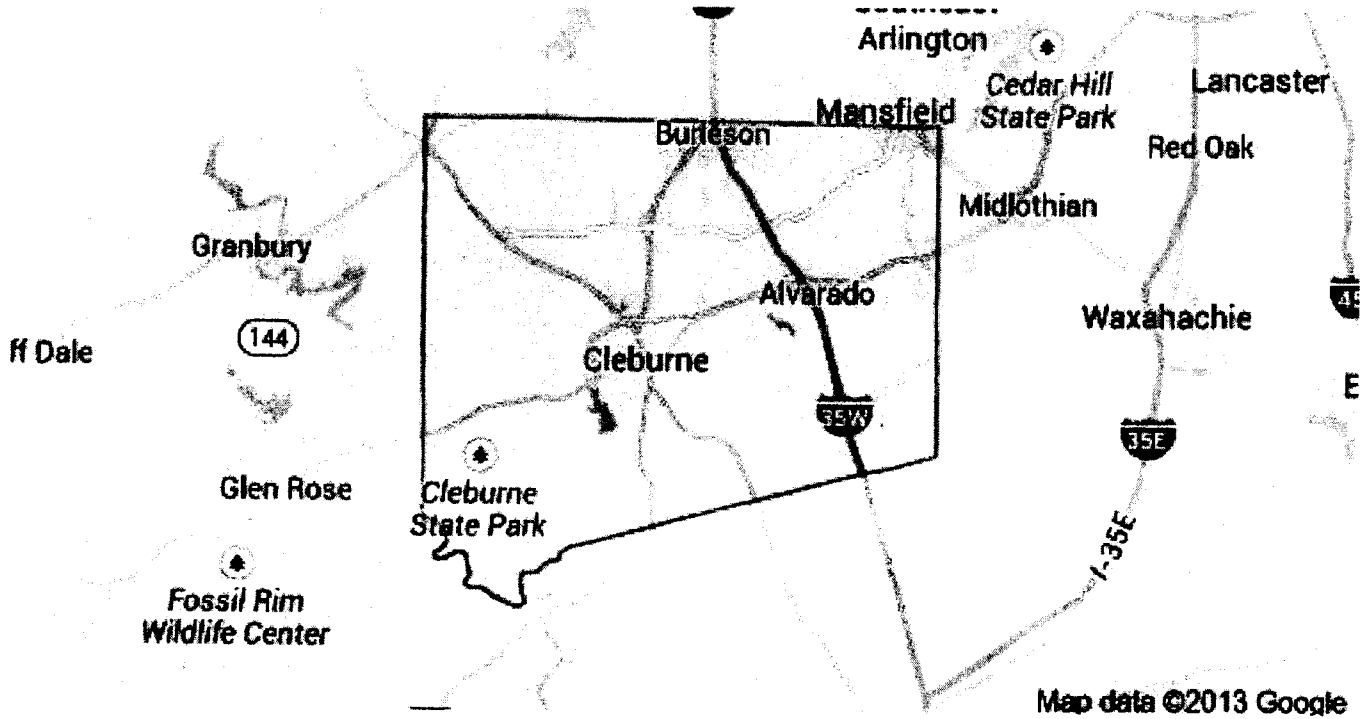 Arlington
Cedar Hill
State Park
Lancaster
Mansfield
Burleson
Red Oak
Midlothian
Granbury
Alvarado
Waxahachie
144
ff Dale
Cleburne
35W
35E
Glen Rose
Cleburne
State Park
I-35E
Fossil Rim
Wildlife Center
Map data ©2013 Google